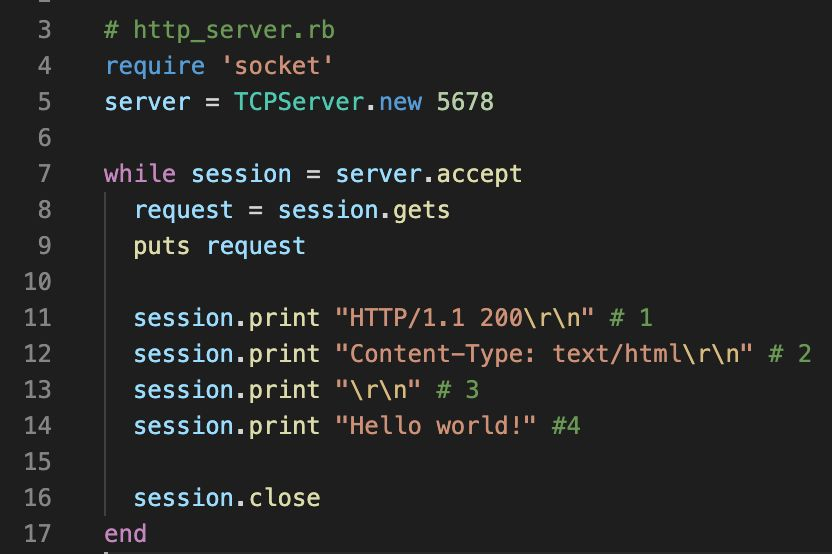 3 # http_server.rb
4 require 'socket'
5 server = TCPServer.new 5678
6
7 while session = server.accept
8   request = session.gets
9   puts request
10
11   session.print "HTTP/1.1 200\r\n" # 1
12   session.print "Content-Type: text/html\r\n" # 2
13   session.print "\r\n" # 3
14   session.print "Hello world!" #4
15
16   session.close
17 end